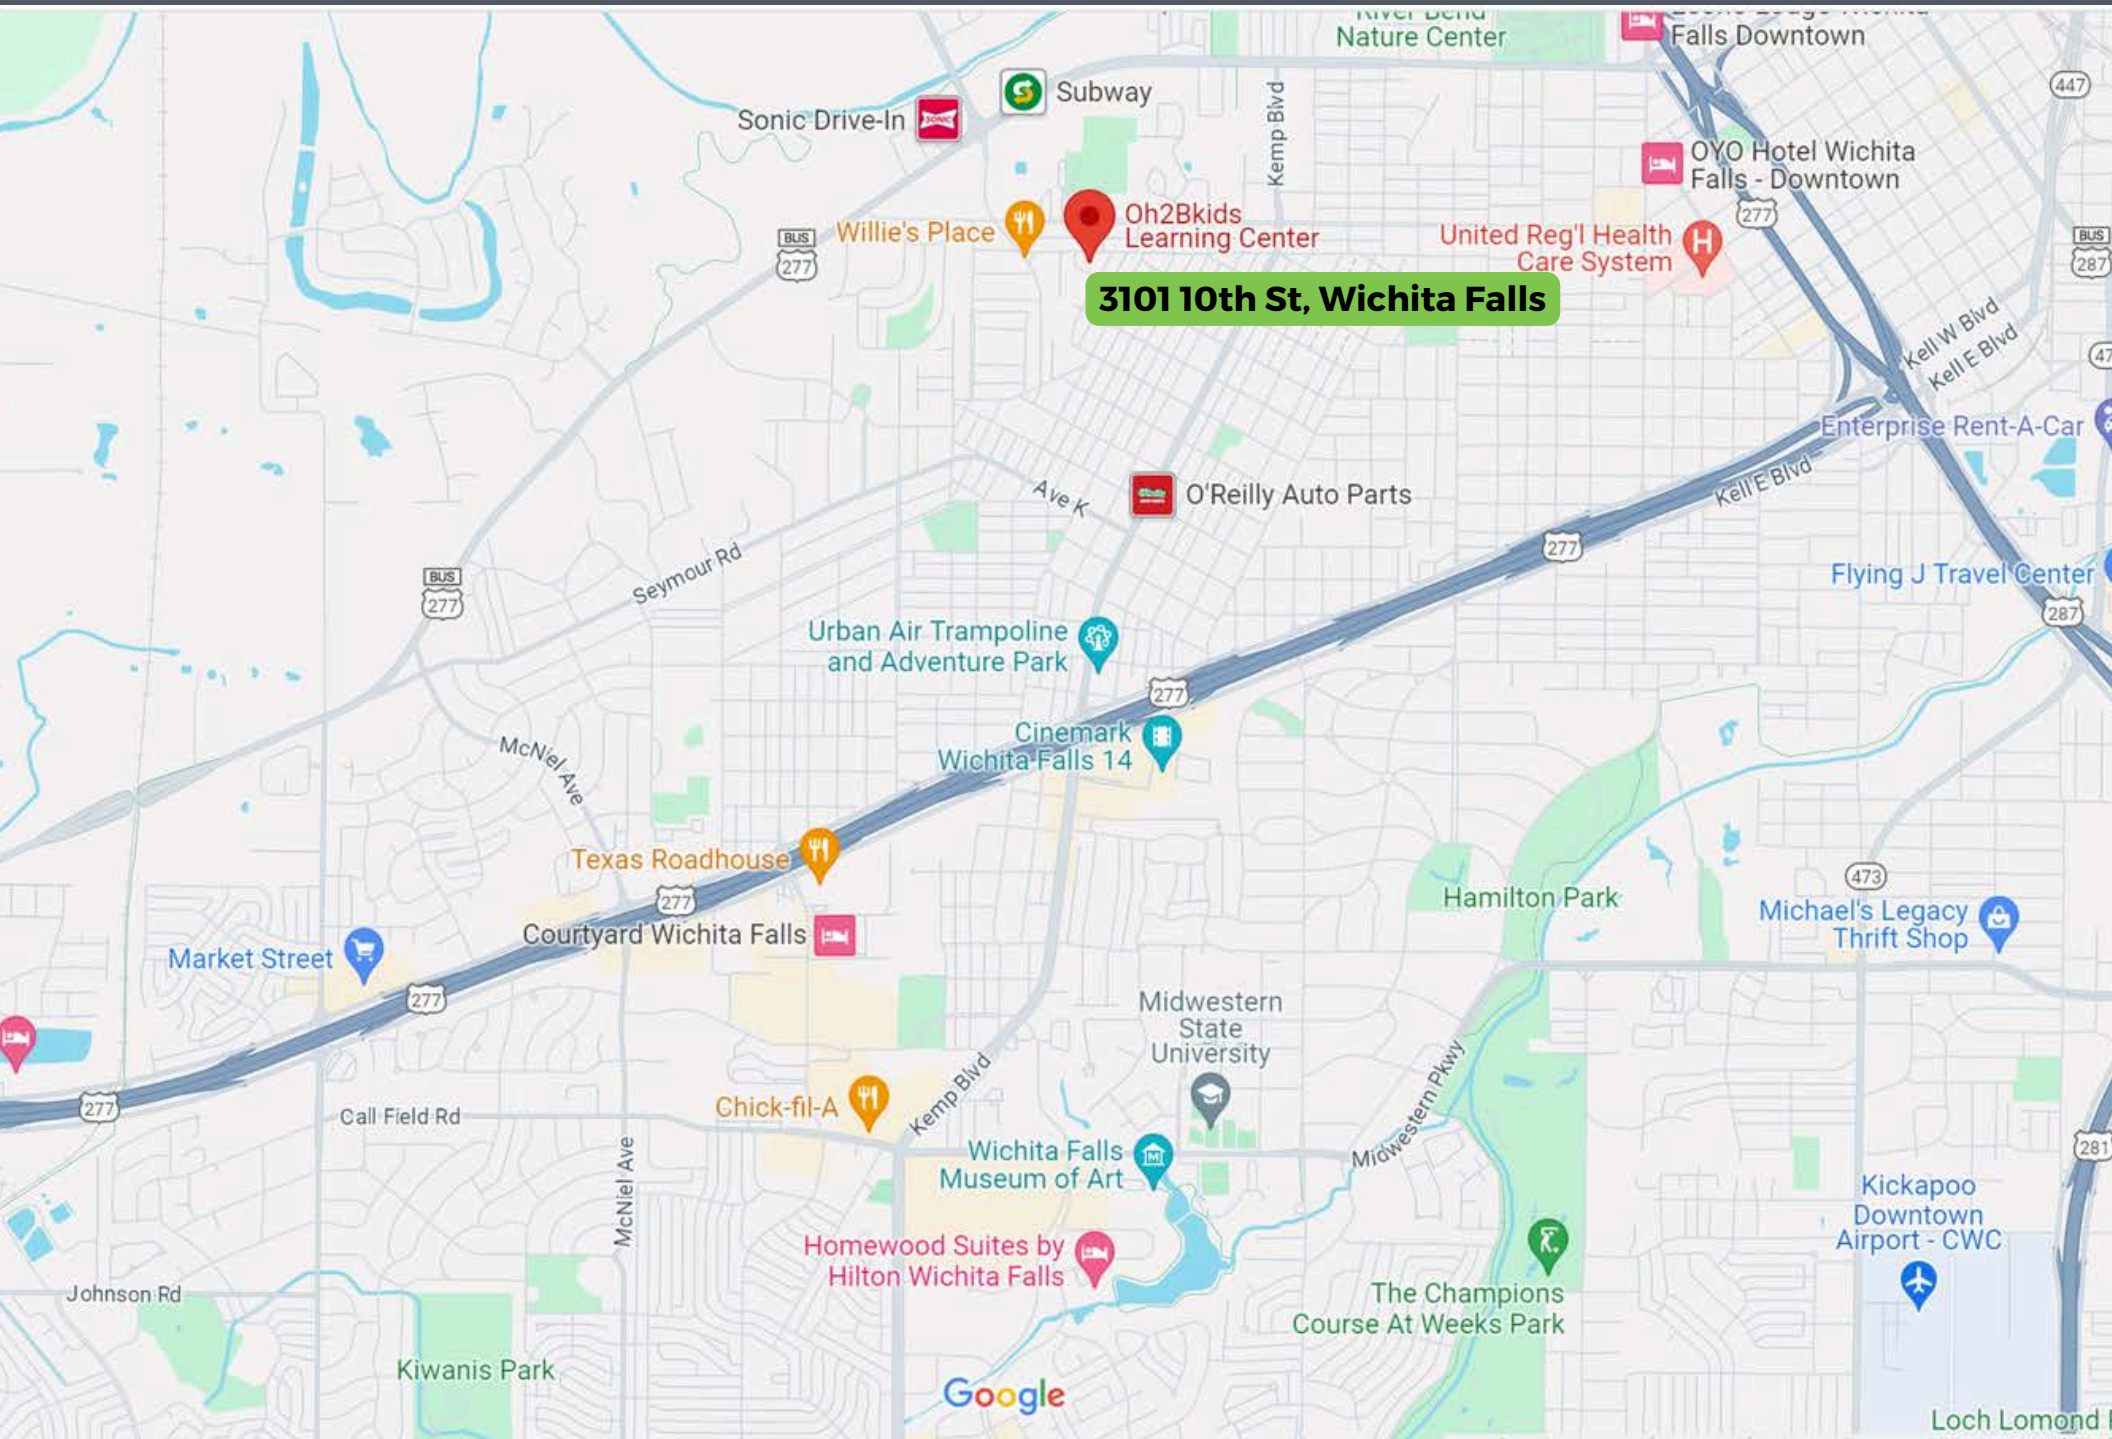 Nature Center
Falls Downtown
447
Subway
Sonic Drive-In
SONIC
Kemp Blvd
OYO Hotel Wichita
Falls - Downtown
277
Oh2Bkids
Learning Center
Willie's Place
United Reg'l Health
Care System
H
BUS
277
BUS
287
3101 10th St, Wichita Falls
Kell W Blvd
Kell E Blvd
47
Enterprise Rent-A-Car
Kell E Blvd
O'Reilly Auto Parts
Ave K
Seymour Rd
277
BUS
277
Flying J Travel Center
287
Urban Air Trampoline
and Adventure Park
277
Cinemark
Wichita Falls 14
McNiel Ave
Texas Roadhouse
277
Courtyard Wichita Falls
Market Street
277
Hamilton Park
473
Michael's Legacy
Thrift Shop
Midwestern
State
University
Kemp Blvd
Midwestern Pkwy
277
Call Field Rd
Chick-fil-A
McNiel Ave
Wichita Falls
Museum of Art
M
281
Kickapoo
Downtown
Airport - CWC
Homewood Suites by
Hilton Wichita Falls
Johnson Rd
The Champions
Course At Weeks Park
Kiwanis Park
Google
Loch Lomond